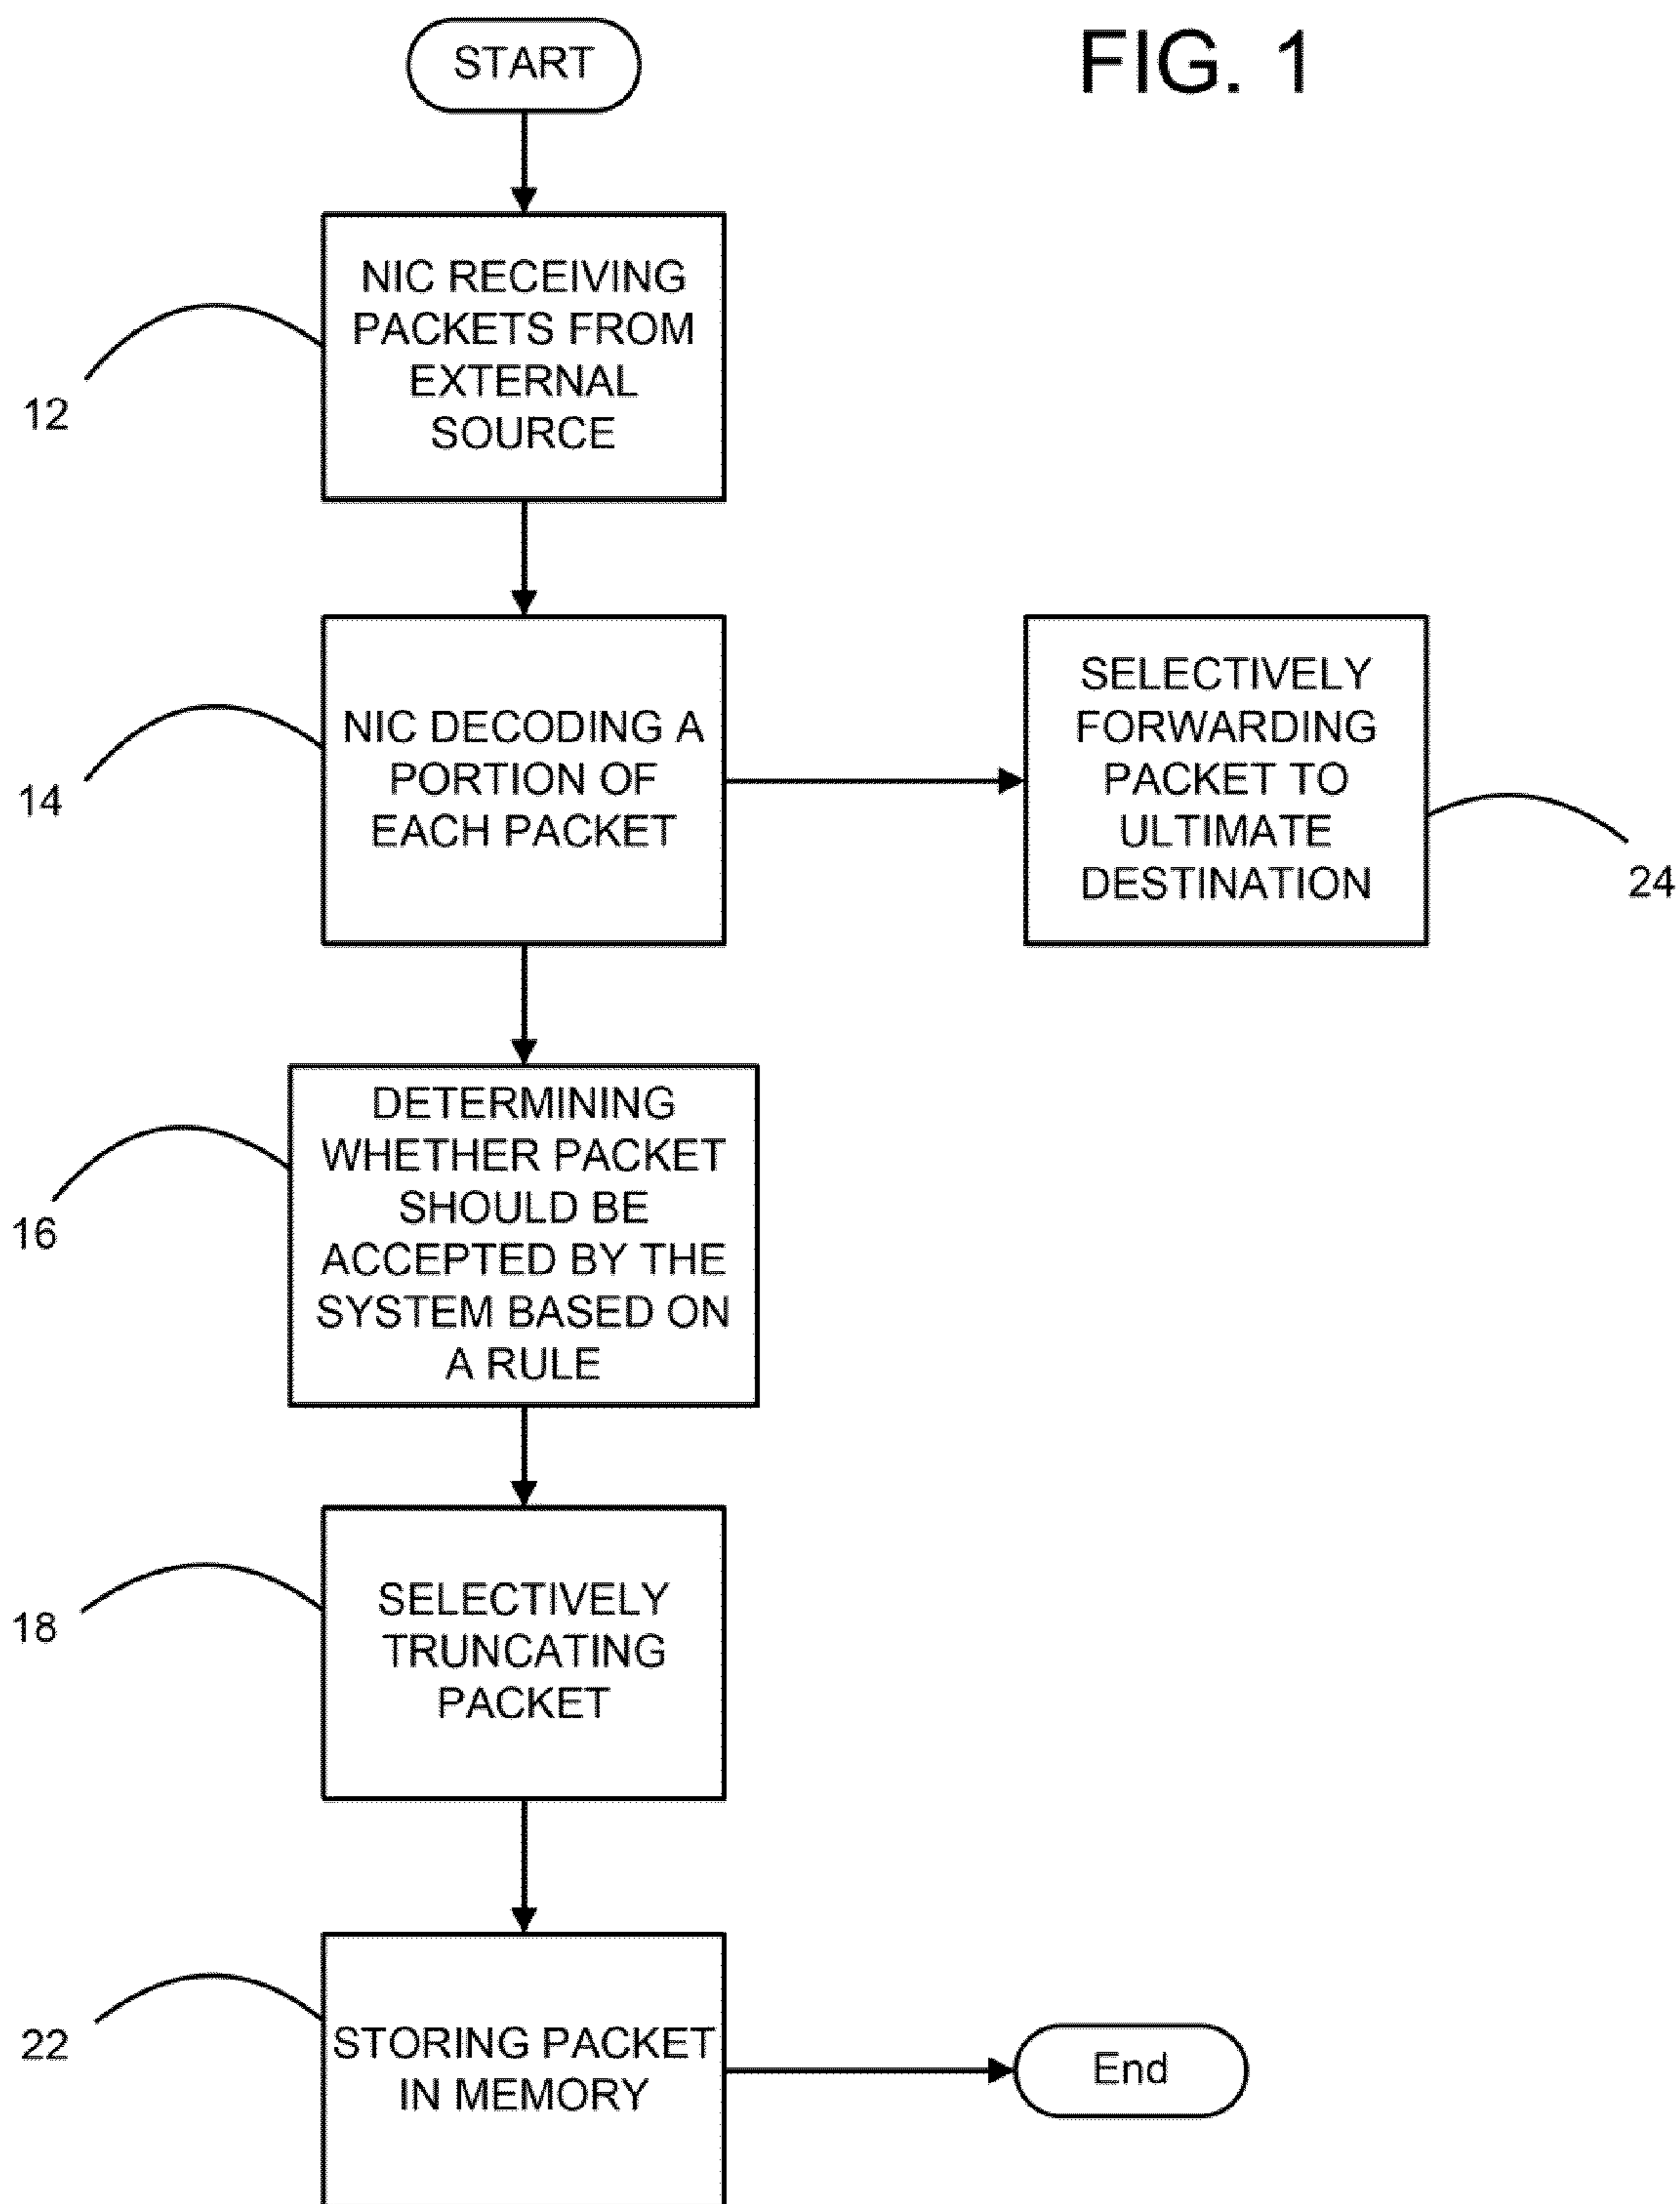 START
FIG. 1
NIC RECEIVING
PACKETS FROM
EXTERNAL
SOURCE
12
NIC DECODING A
PORTION OF
EACH PACKET
14
SELECTIVELY
FORWARDING
PACKET TO
ULTIMATE
DESTINATION
24
DETERMINING
WHETHER PACKET
SHOULD BE
ACCEPTED BY THE
SYSTEM BASED ON
A RULE
16
SELECTIVELY
TRUNCATING
PACKET
18
STORING PACKET
IN MEMORY
22
End